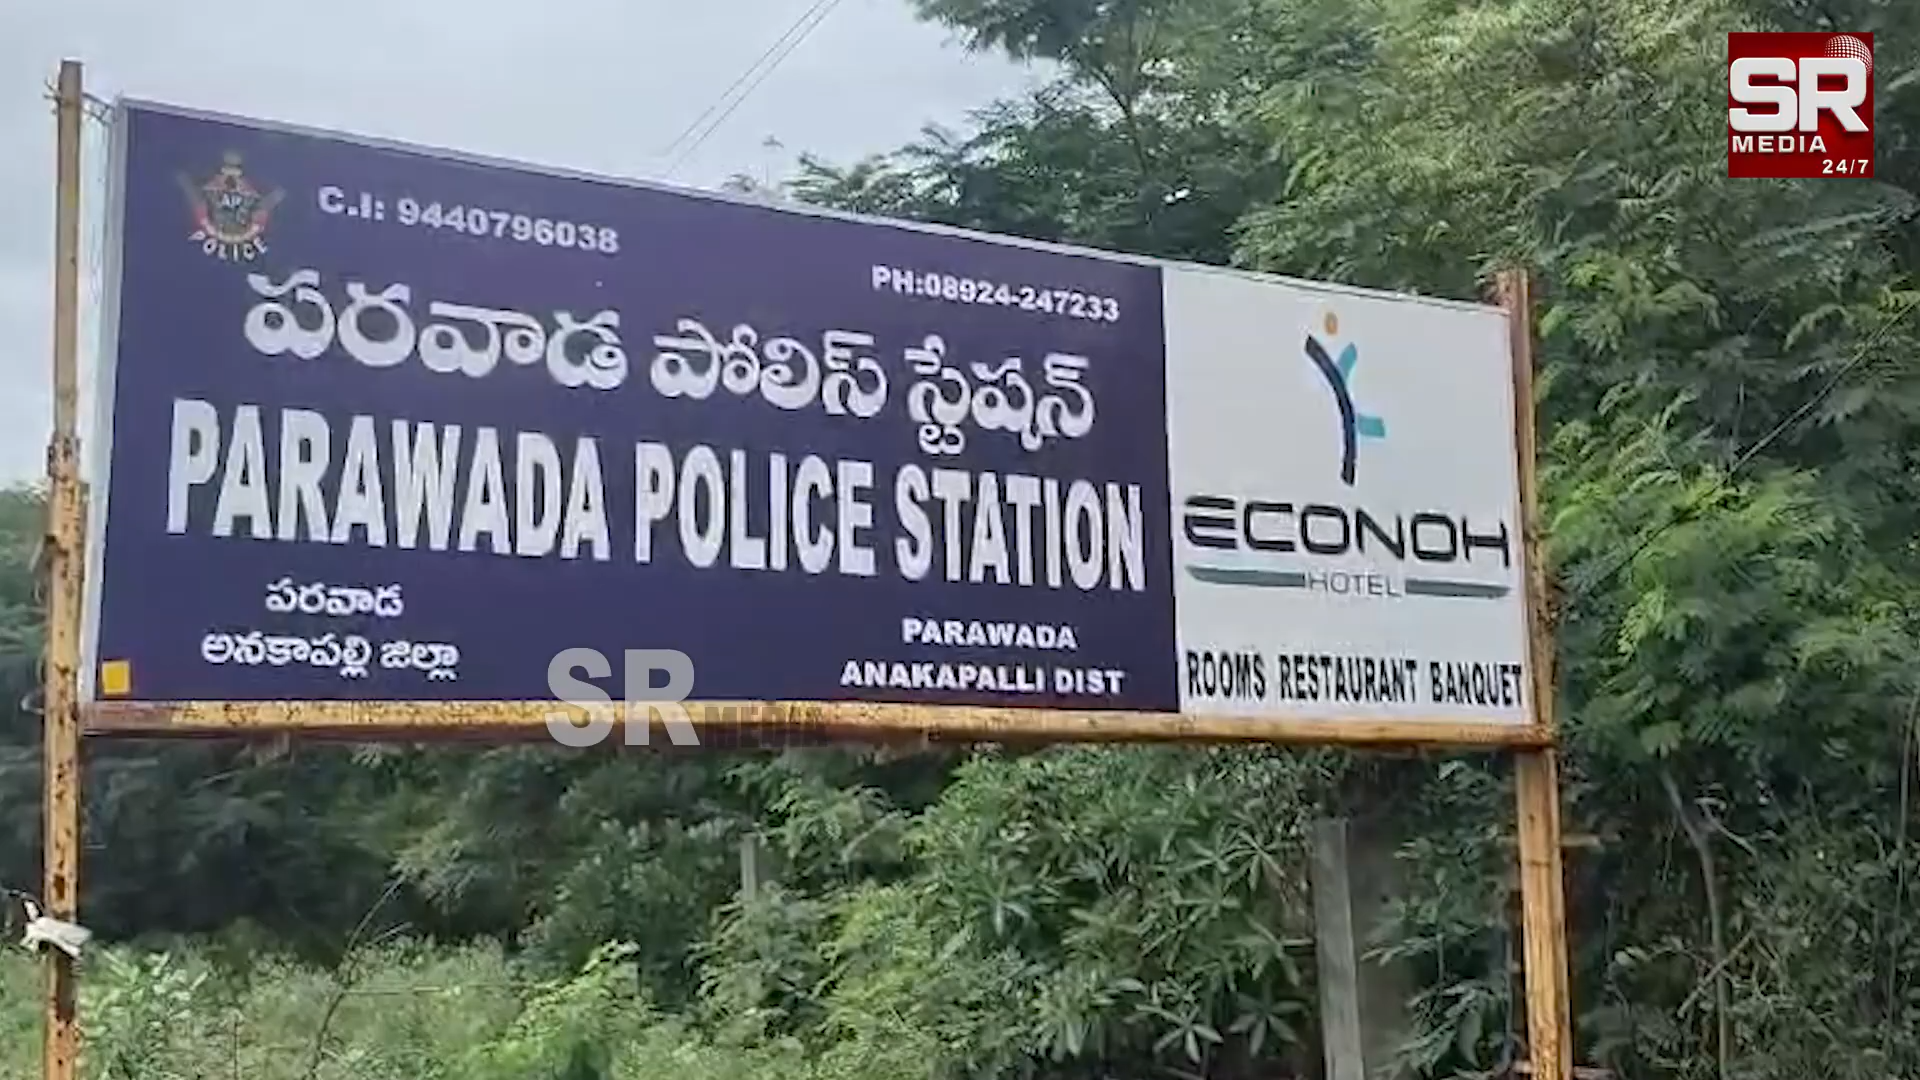 SR
MEDIA
24/7
AP
POLICE
C.I: 9440796038
PH:08924-247233
పరవాడ పోలిస్ స్టేషన్
PARAWADA POLICE STATION
పరవాడ
అనకాపల్లి జిల్లా
PARAWADA
ANAKAPALLI DIST
ECONOH
HOTEL
ROOMS RESTAURANT BANQUET
SR MEDIA